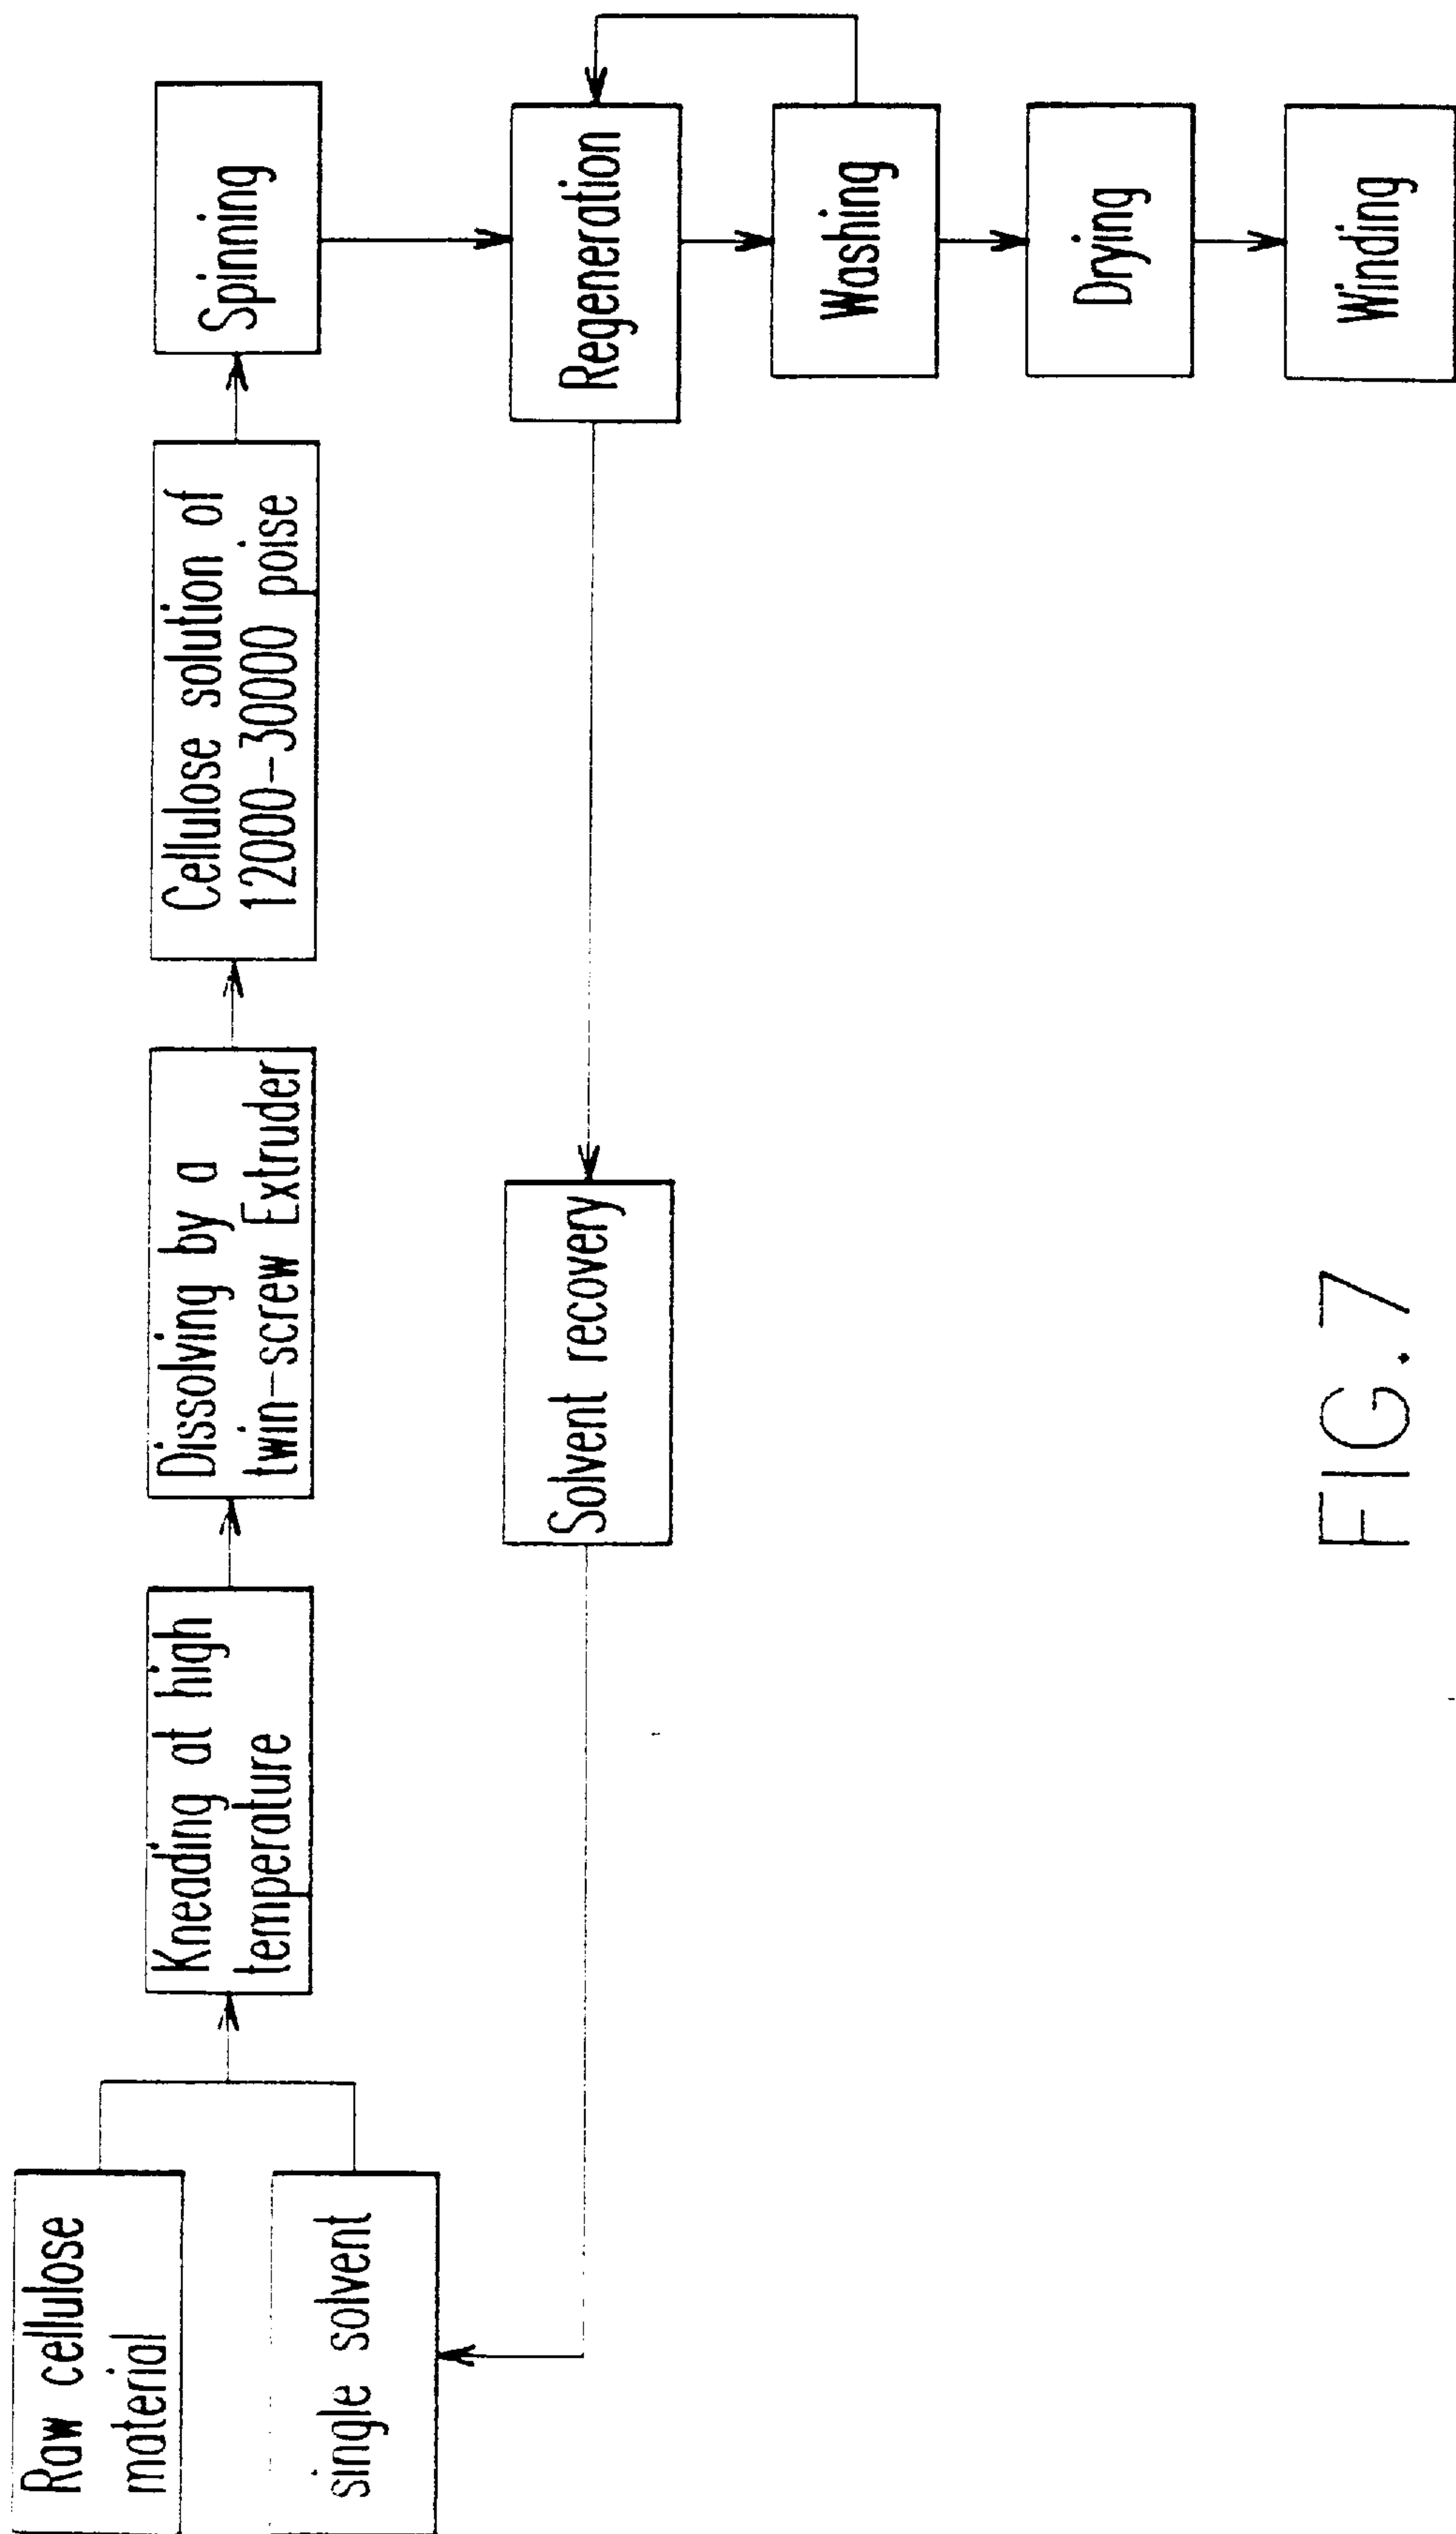 Raw cellulose
material
single solvent
Kneading at high
temperature
Dissolving by a
twin-screw Extruder
Cellulose solution of
12000-30000 poise
Spinning
Regeneration
Washing
Drying
Winding
Solvent recovery
FIG.7